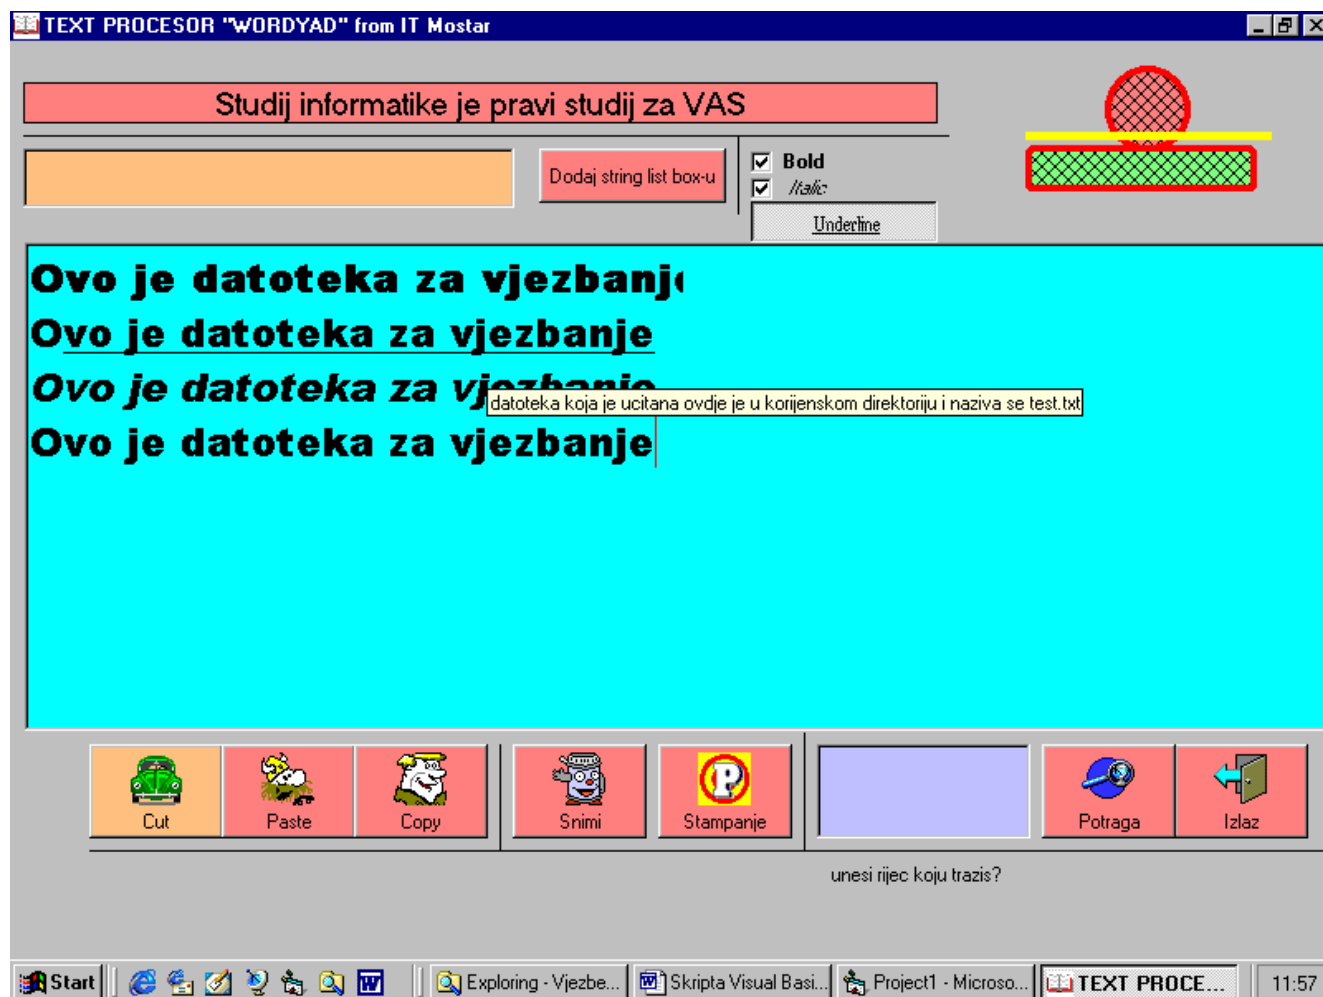 TEXT PROCESOR "WORDYAD" from IT Mostar
Studij informatike je pravi studij za VAS
Dodaj string list box-u
Bold
Italic
Underline
Ovo je datoteka za vjezbanje
Ovo je datoteka za vjezbanje
Ovo je datoteka za vjezbanje
datoteka koja je ucitana ovdje je u korijenskom direktoriju i naziva se test.txt
Ovo je datoteka za vjezbanje
Cut
Paste
Copy
Snimi
P
Stampanje
Potraga
Izlaz
unesi rijec koju trazis?
Start
W
Exploring - Vjezbe...
Skripta Visual Basi...
Project1 - Microso...
TEXT PROCE...
11:57